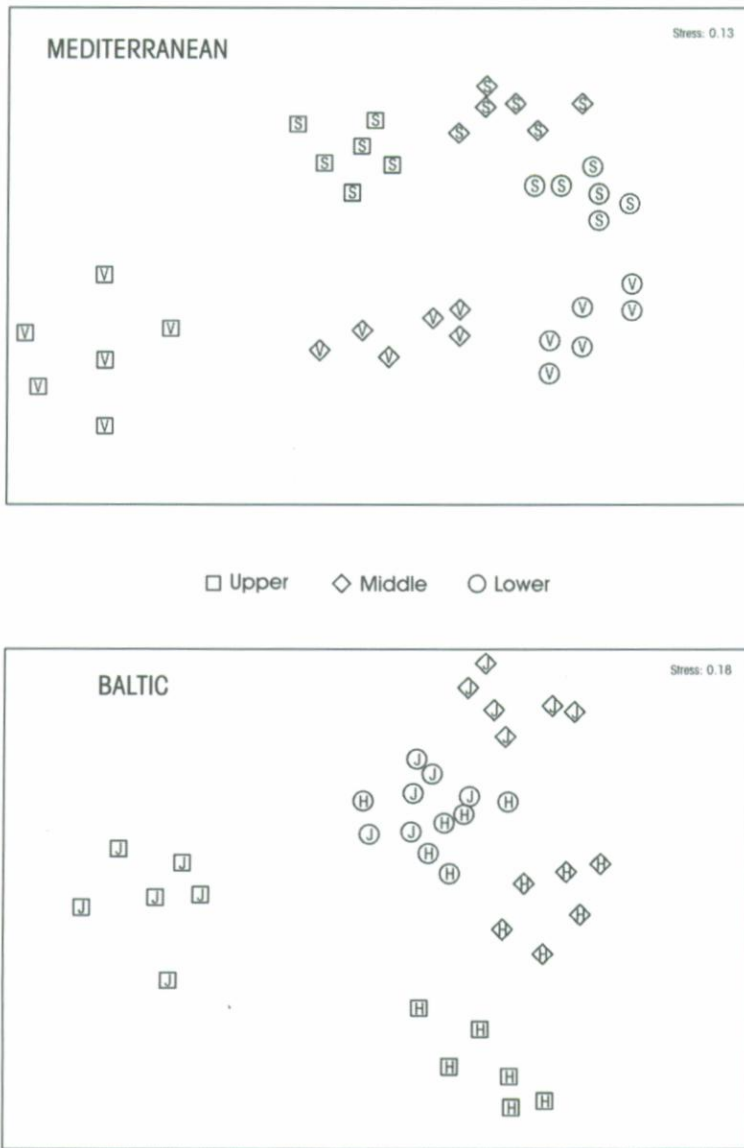 Stress: 0.13
MEDITERRANEAN
S
S S S
S S
S S
S S
S
S S S
S S
S
V
V
V
V V
V V V
V
V V
V V V
V V
V
V
Upper Middle Lower
Stress: 0.18
BALTIC
J
J
J J J
J
J
J
J J
H H
H
H
J J
J
H
J
H
H
H
H
J J
J
H
H
J
H
H
H
H
H
H
H H